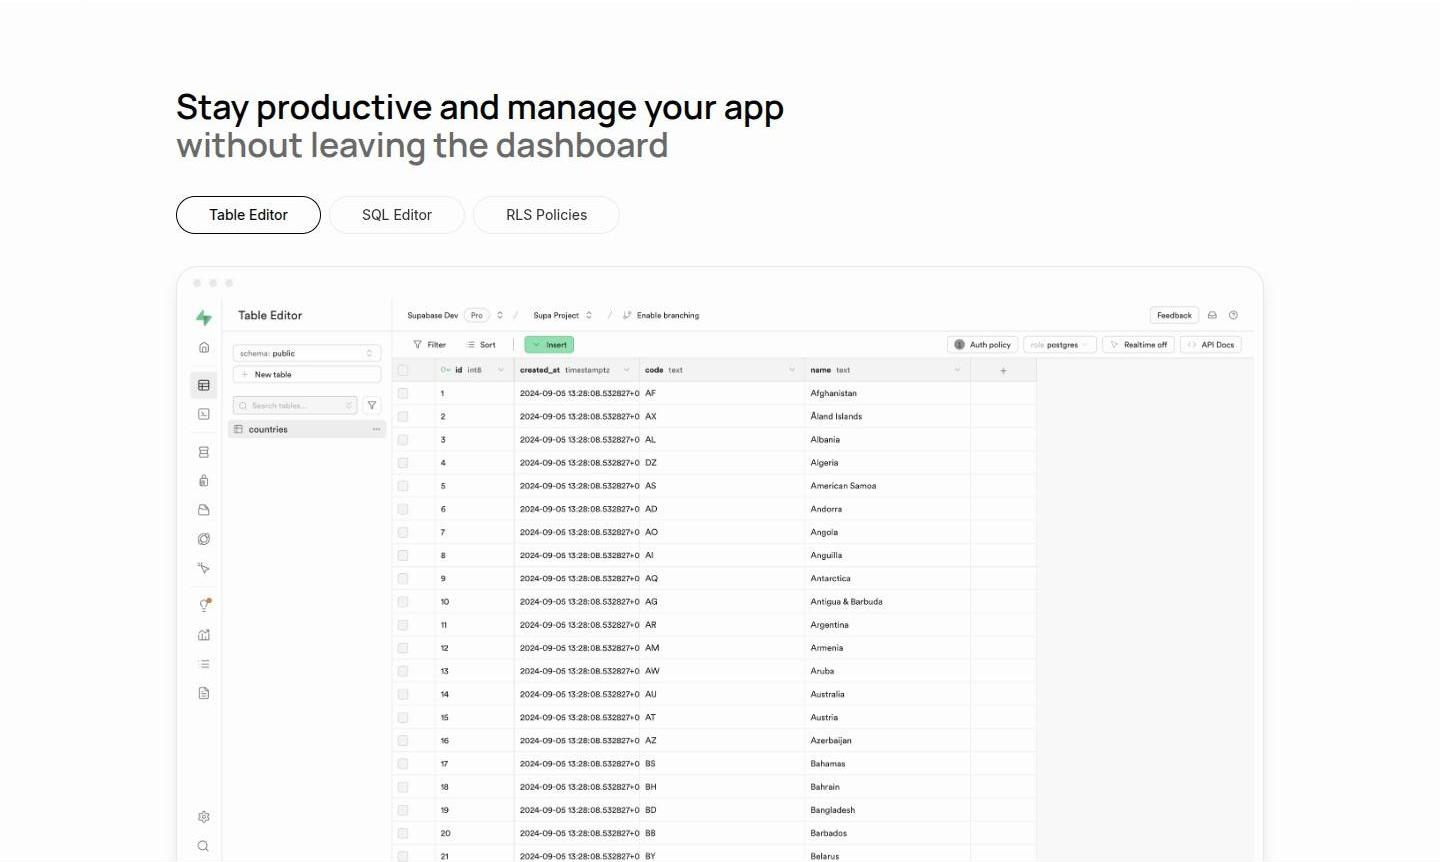 Stay productive and manage your app
without leaving the dashboard
Table Editor SQL Editor RLS Policies
Table Editor
Supabase Dev Pro / Supa Project / Enable branching Feedback
schema: public
New table
Search tables...
countries
Filter Sort Insert Auth policy role postgres Realtime off API Docs
id int8 created_at timestamptz code text name text +
1 2024-09-05 13:28:08.532827+0 AF Afghanistan
2 2024-09-05 13:28:08.532827+0 AX Åland Islands
3 2024-09-05 13:28:08.532827+0 AL Albania
4 2024-09-05 13:28:08.532827+0 DZ Algeria
5 2024-09-05 13:28:08.532827+0 AS American Samoa
6 2024-09-05 13:28:08.532827+0 AD Andorra
7 2024-09-05 13:28:08.532827+0 AO Angola
8 2024-09-05 13:28:08.532827+0 AI Anguilla
9 2024-09-05 13:28:08.532827+0 AQ Antarctica
10 2024-09-05 13:28:08.532827+0 AG Antigua & Barbuda
11 2024-09-05 13:28:08.532827+0 AR Argentina
12 2024-09-05 13:28:08.532827+0 AM Armenia
13 2024-09-05 13:28:08.532827+0 AW Aruba
14 2024-09-05 13:28:08.532827+0 AU Australia
15 2024-09-05 13:28:08.532827+0 AT Austria
16 2024-09-05 13:28:08.532827+0 AZ Azerbaijan
17 2024-09-05 13:28:08.532827+0 BS Bahamas
18 2024-09-05 13:28:08.532827+0 BH Bahrain
19 2024-09-05 13:28:08.532827+0 BD Bangladesh
20 2024-09-05 13:28:08.532827+0 BB Barbados
21 2024-09-05 13:28:08.532827+0 BY Belarus